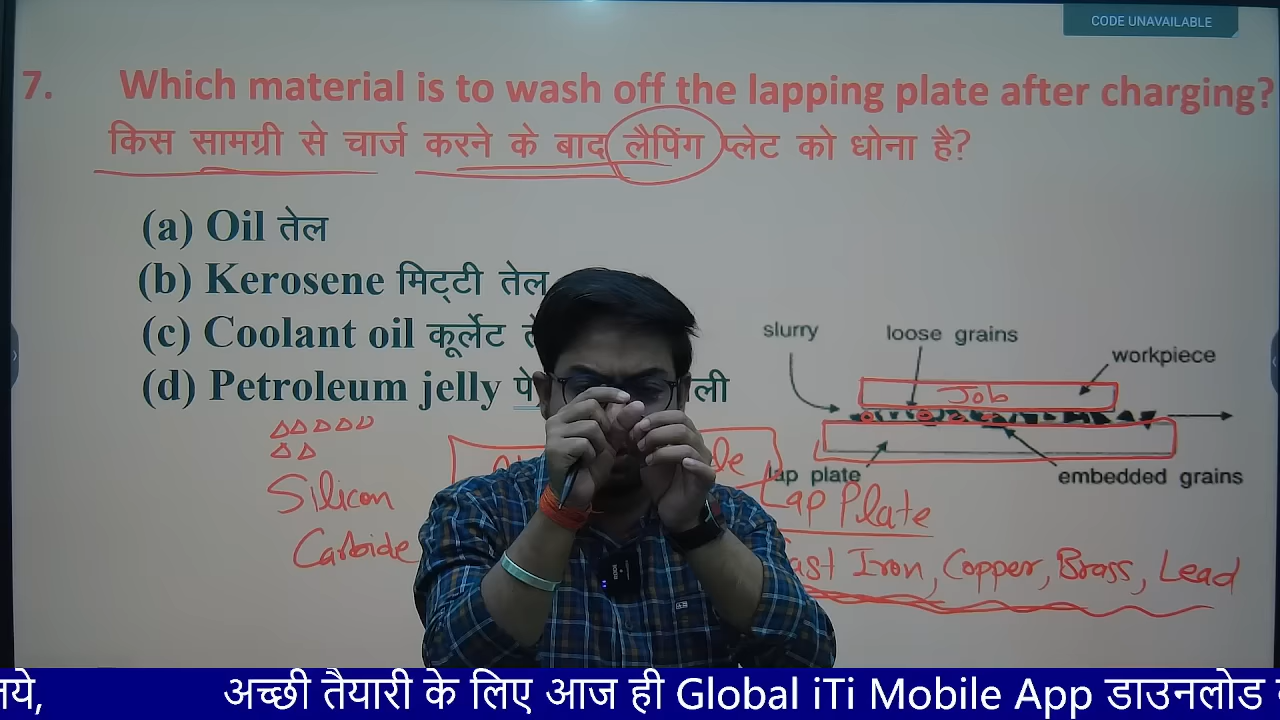 CODE UNAVAILABLE
7. Which material is to wash off the lapping plate after charging?
किस सामग्री से चार्ज करने के बाद लैपिंग प्लेट को धोना है?
(a) Oil तेल
(b) Kerosene मिट्टी तेल
(c) Coolant oil कूर्लेट
(d) Petroleum jelly पे ली
slurry
loose grains
workpiece
Job
lap plate
embedded grains
Silicon
Carbide
de
Lap Plate
ast Iron, Copper, Brass, Lead
अच्छी तैयारी के लिए आज ही Global iTi Mobile App डाउनलोड